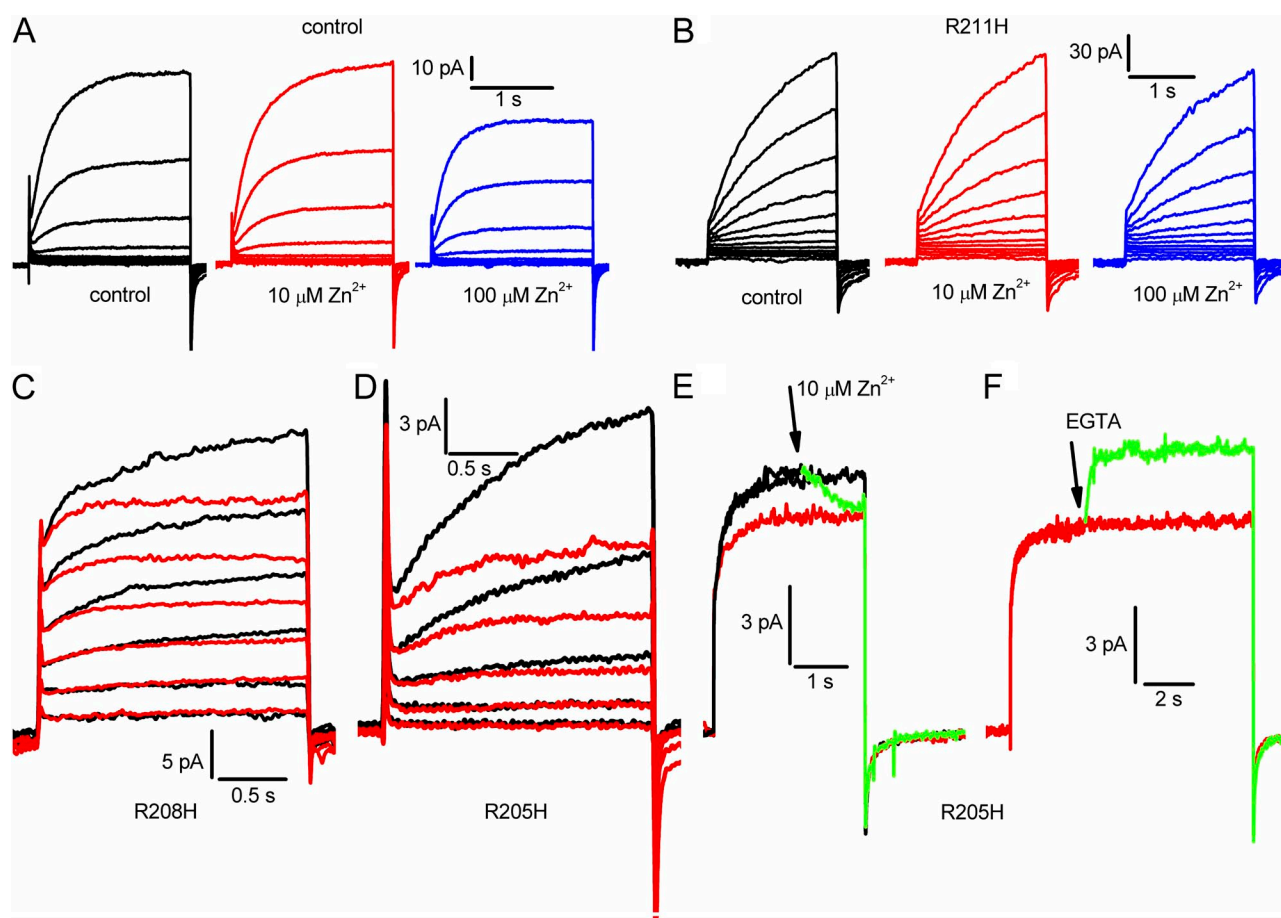 A
control
10 pA
1 s
control
10 μM Zn²⁺
100 μM Zn²⁺
B
R211H
30 pA
1 s
control
10 μM Zn²⁺
100 μM Zn²⁺
C
5 pA
0.5 s
R208H
D
3 pA
0.5 s
R205H
E
10 μM Zn²⁺
3 pA
1 s
F
EGTA
3 pA
2 s
R205H